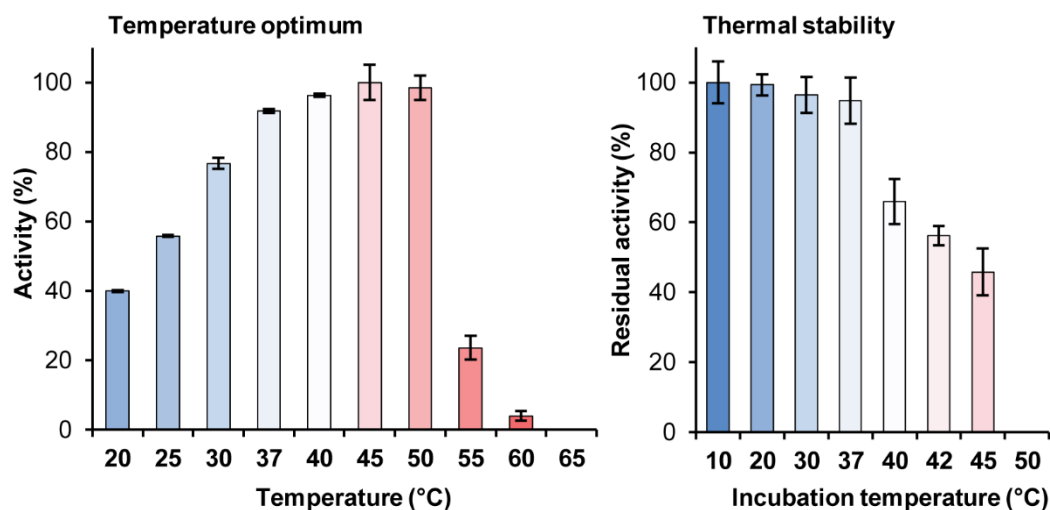 Temperature optimum
Activity (%)
100
80
60
40
20
0
20 25 30 37 40 45 50 55 60 65
Temperature (°C)
Thermal stability
Residual activity (%)
100
80
60
40
20
0
10 20 30 37 40 42 45 50
Incubation temperature (°C)